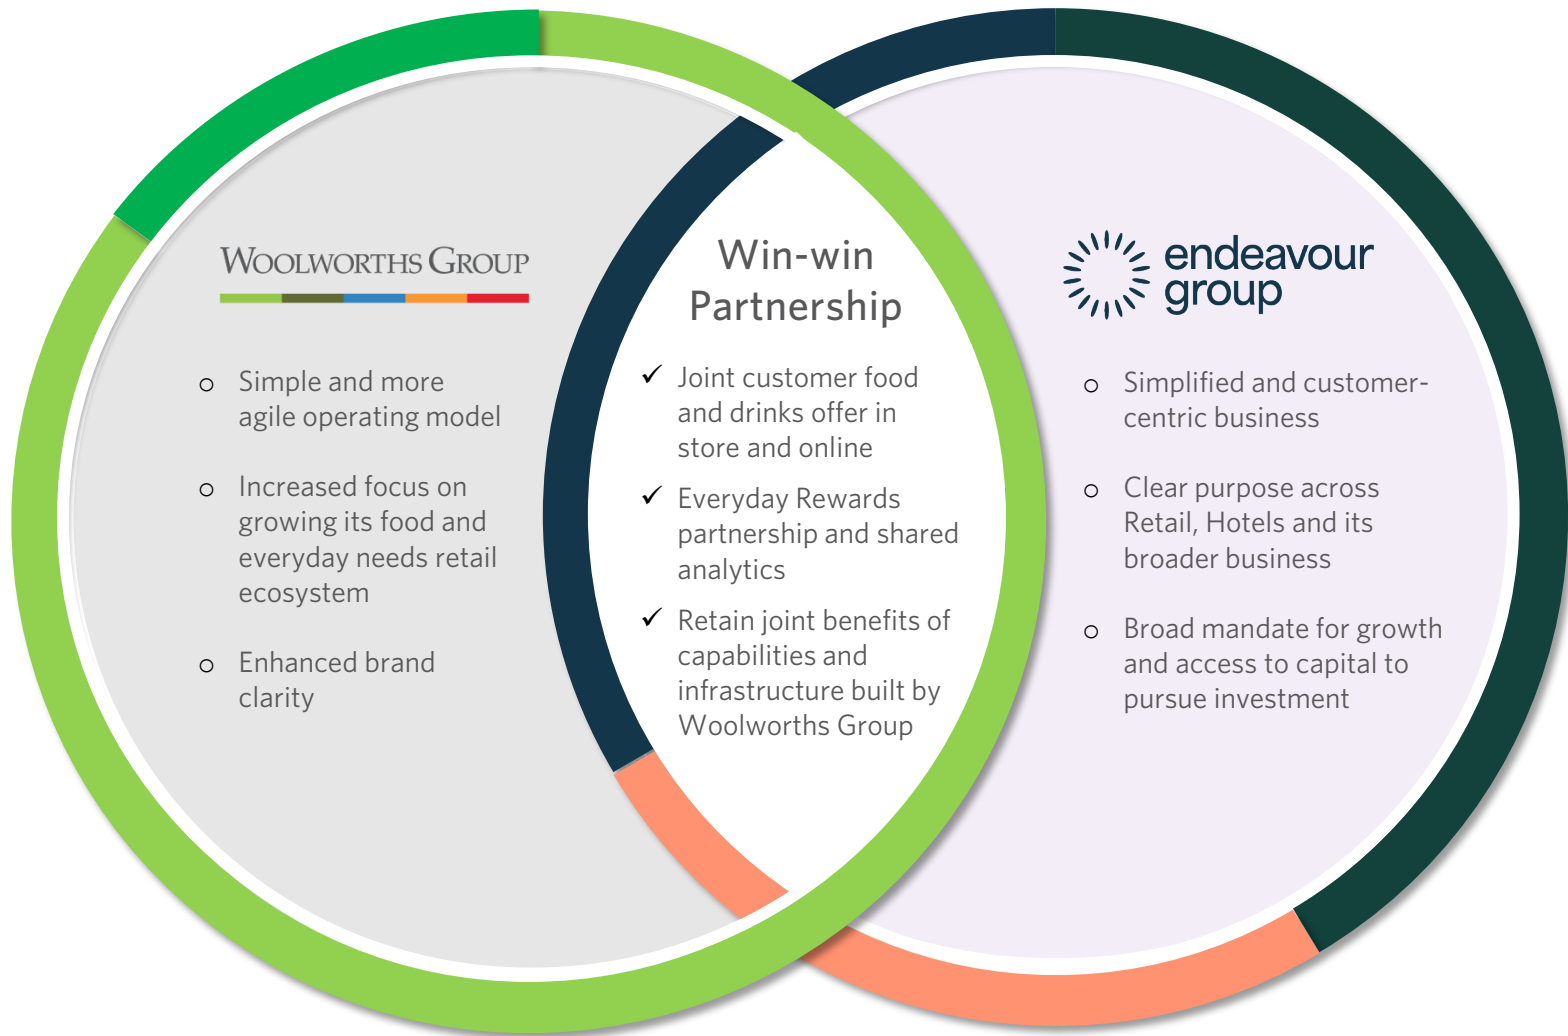 WOOLWORTHS GROUP
Simple and more
agile operating model
Increased focus on
growing its food and
everyday needs retail
ecosystem
Enhanced brand
clarity
Win-win
Partnership
Joint customer food
and drinks offer in
store and online
Everyday Rewards
partnership and shared
analytics
Retain joint benefits of
capabilities and
infrastructure built by
Woolworths Group
endeavour
group
Simplified and customer-
centric business
Clear purpose across
Retail, Hotels and its
broader business
Broad mandate for growth
and access to capital to
pursue investment